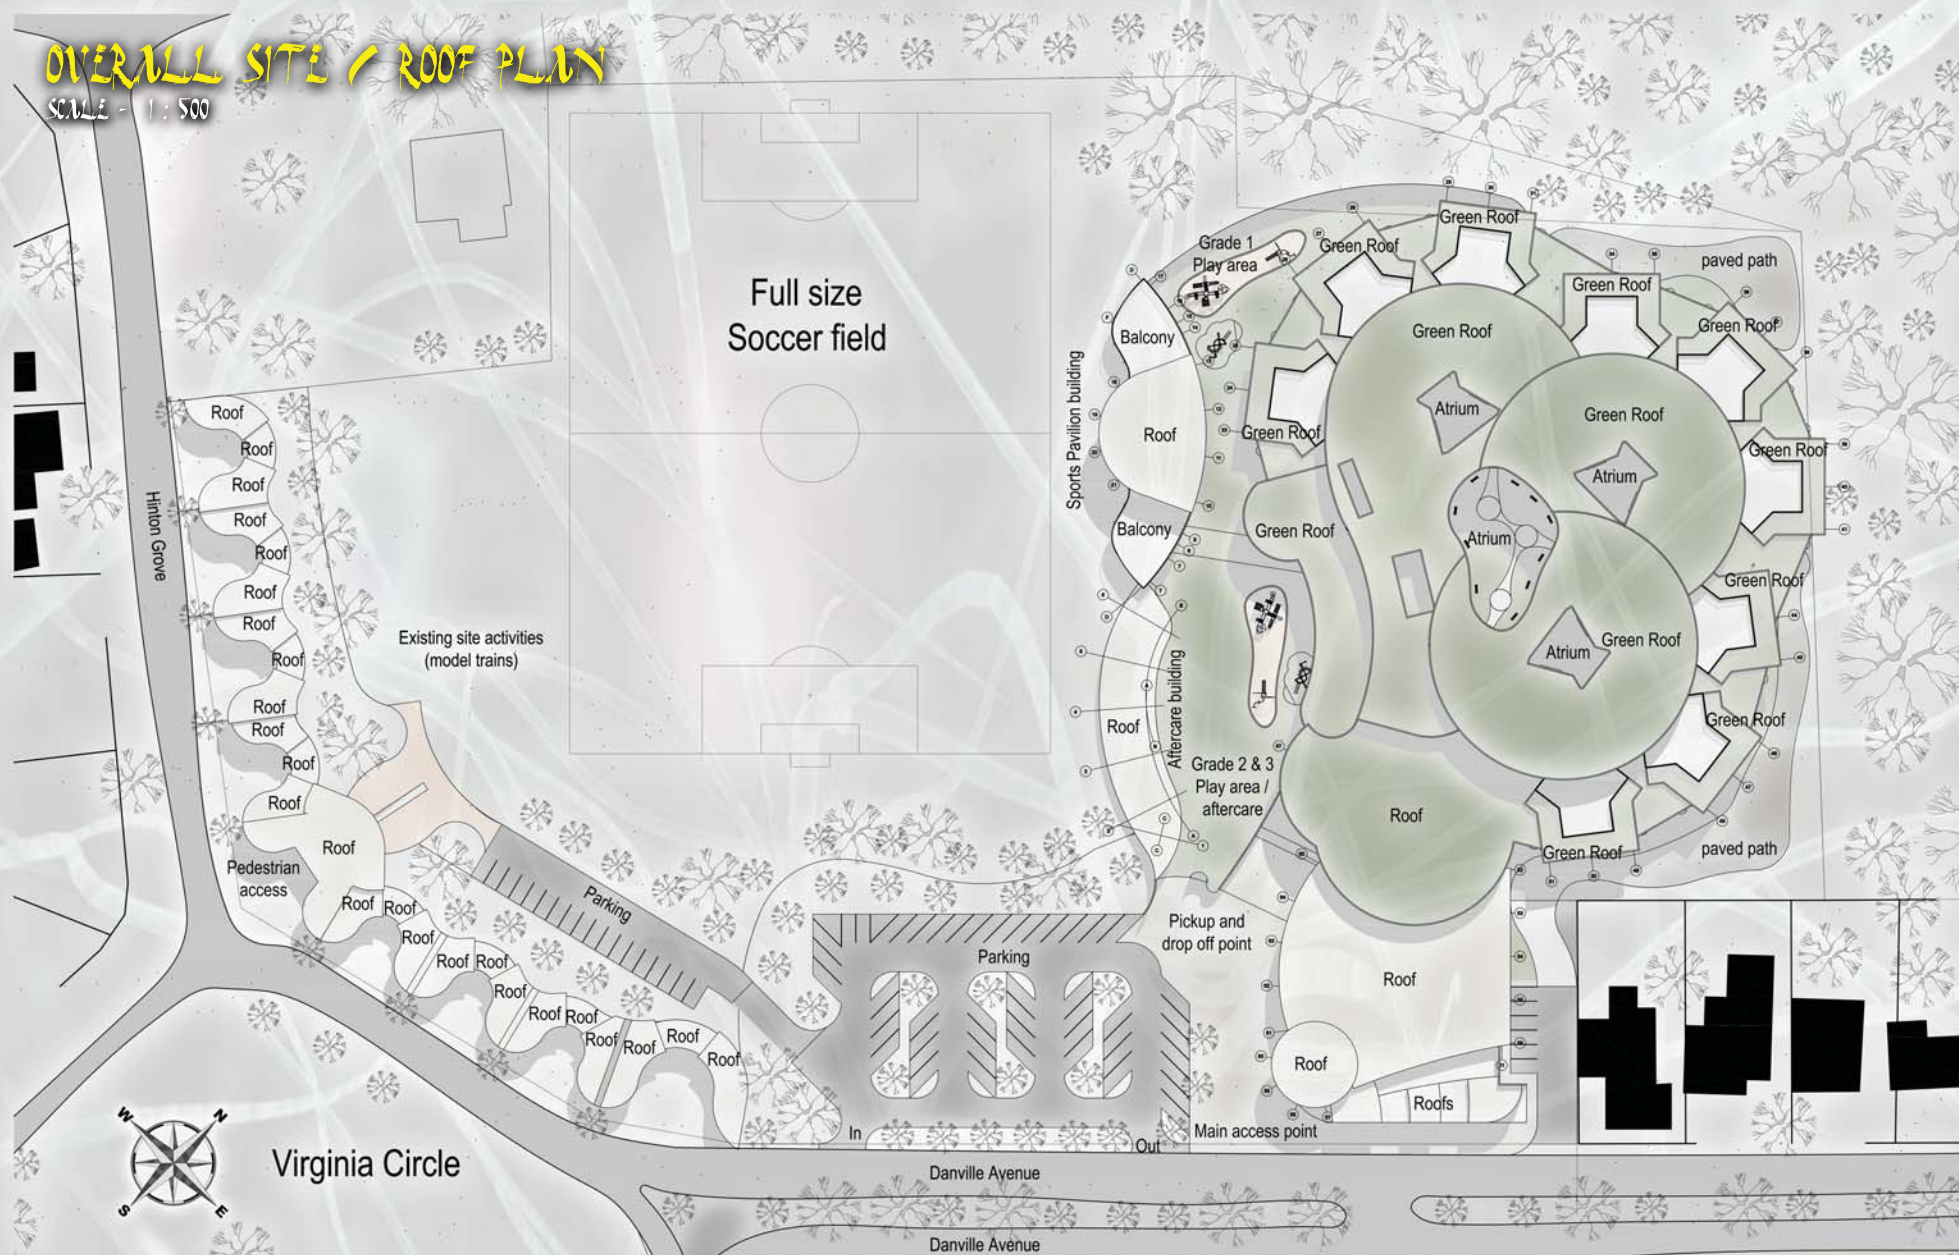 OVERALL SITE / ROOF PLAN
SCALE - 1 : 500
Full size
Soccer field
Grade 1
Play area
Green Roof
Green Roof
Green Roof
Green Roof
Green Roof
Green Roof
Green Roof
Green Roof
Green Roof
Green Roof
Green Roof
Green Roof
Green Roof
paved path
paved path
Balcony
Roof
Balcony
Sports Pavilion building
Atrium
Atrium
Atrium
Atrium
Roof
Aftercare building
Grade 2 & 3
Play area /
aftercare
Roof
Roof
Roof
Roofs
Pickup and
drop off point
Main access point
Hinton Grove
Roof
Roof
Roof
Roof
Roof
Roof
Roof
Roof
Roof
Roof
Roof
Roof
Roof
Existing site activities
(model trains)
Pedestrian
access
Roof
Roof
Roof
Roof
Roof
Roof
Roof
Roof
Roof
Roof
Roof
Roof
Parking
Parking
In
Out
W
N
S
E
Virginia Circle
Danville Avenue
Danville Avenue